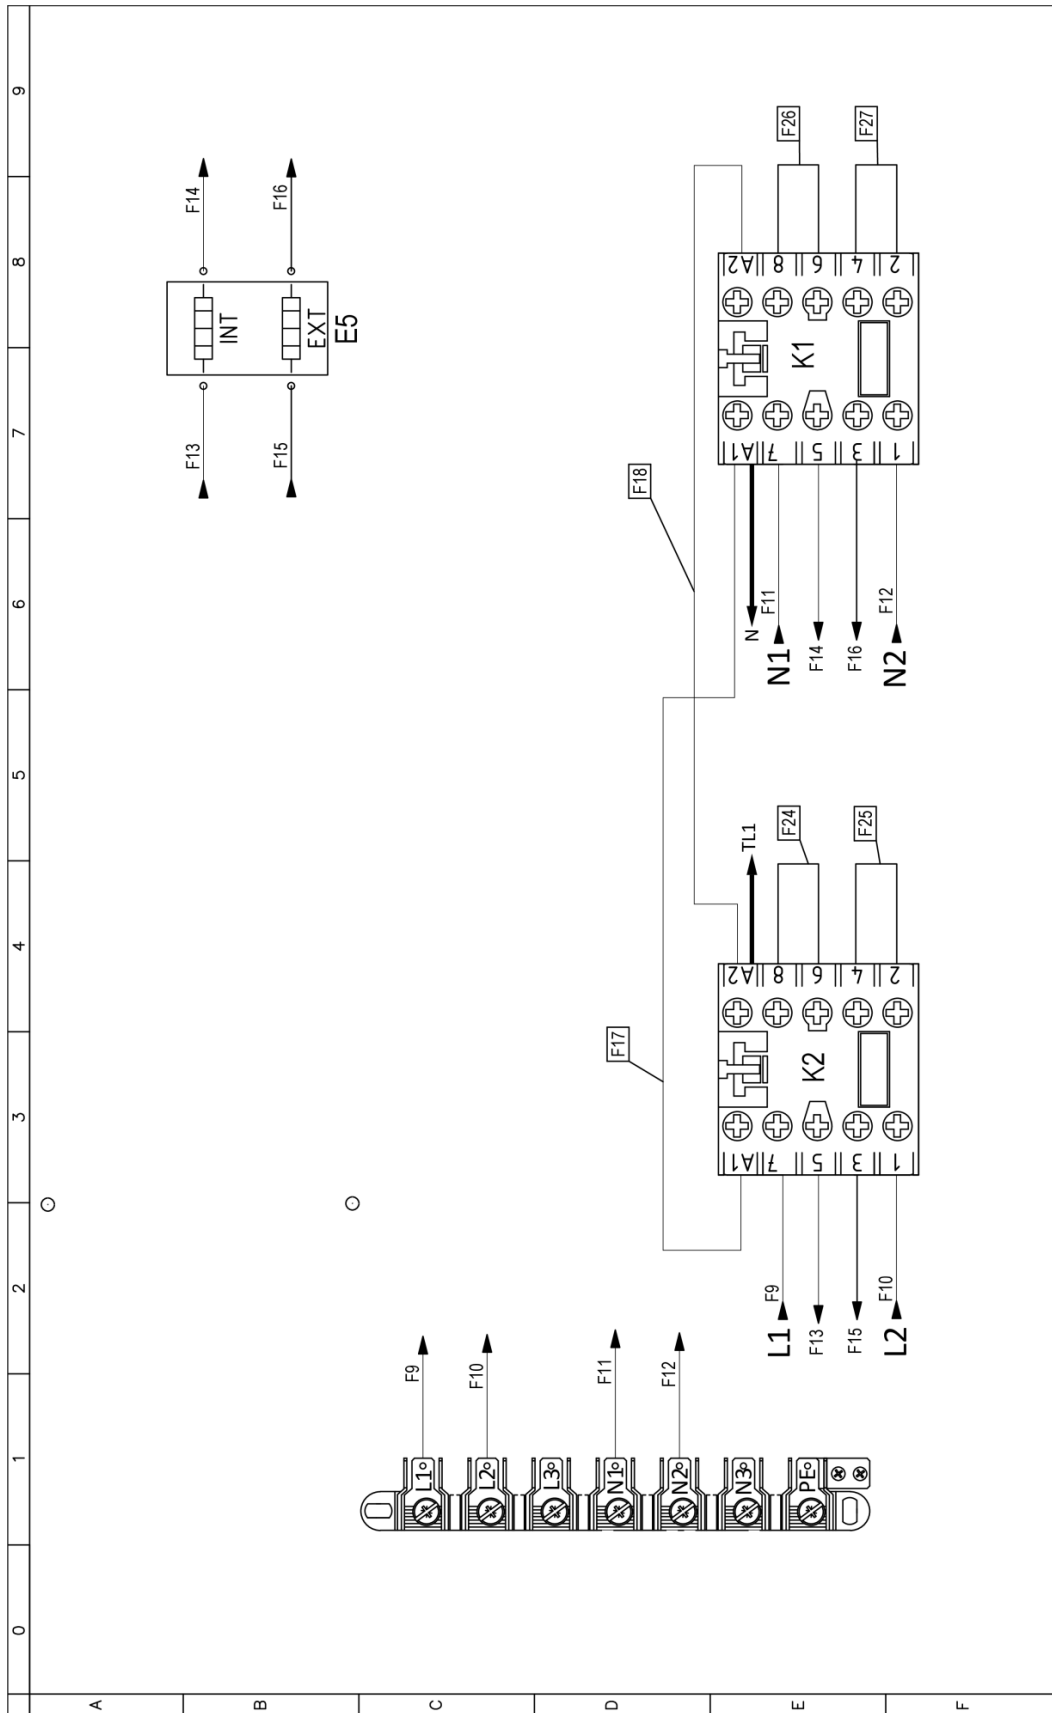 9
8
7
6
5
4
3
2
1
0
A
B
C
D
E
F
F14
F16
INT
EXT
E5
F13
F15
F26
F27
A2
8
6
4
2
K1
A1
7
5
3
1
F18
N
F11
N1
F14
F16
F12
N2
TL1
F24
F25
A2
8
6
4
2
K2
A1
7
5
3
1
F17
F9
L1
F13
F15
F10
L2
F9
F10
F11
F12
L1
L2
L3
N1
N2
N3
PE